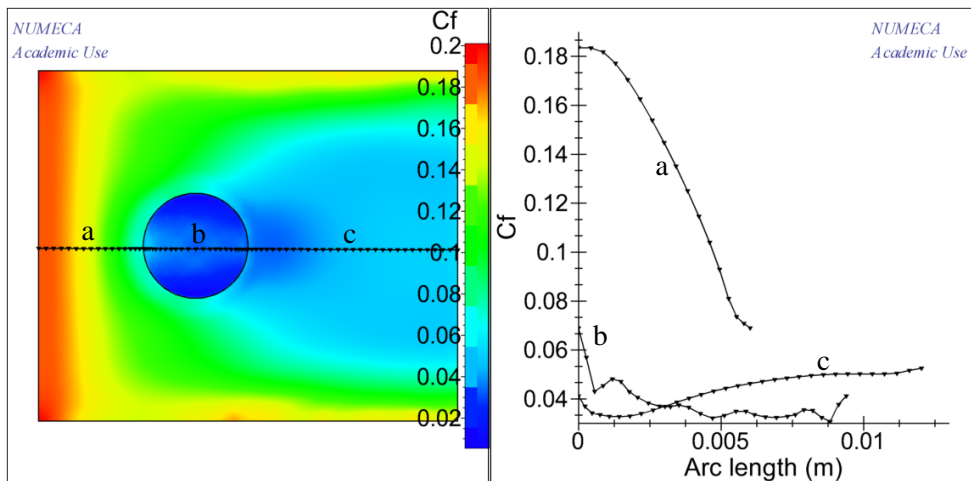 NUMECA
Academic Use
Cf
0.2
0.18
0.16
0.14
0.12
0.1
0.08
0.06
0.04
0.02
a
b
c
NUMECA
Academic Use
Cf
0.18
0.16
0.14
0.12
0.1
0.08
0.06
0.04
a
b
c
0
0.005
0.01
Arc length (m)